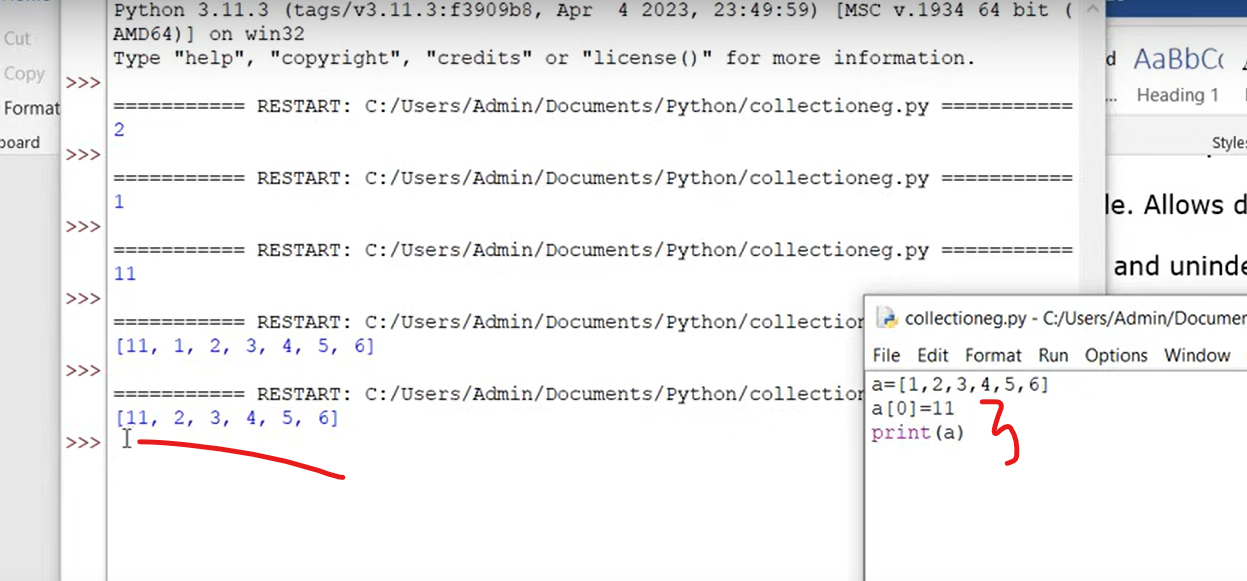 Cut
Copy
Format
Python 3.11.3 (tags/v3.11.3:f3909b8, Apr  4 2023, 23:49:59) [MSC v.1934 64 bit (
AMD64)] on win32
Type "help", "copyright", "credits" or "license()" for more information.
>>>
=========== RESTART: C:/Users/Admin/Documents/Python/collectioneg.py ===========
2
>>>
=========== RESTART: C:/Users/Admin/Documents/Python/collectioneg.py ===========
1
>>>
=========== RESTART: C:/Users/Admin/Documents/Python/collectioneg.py ===========
11
>>>
=========== RESTART: C:/Users/Admin/Documents/Python/collection
[11, 1, 2, 3, 4, 5, 6]
>>>
=========== RESTART: C:/Users/Admin/Documents/Python/collection
[11, 2, 3, 4, 5, 6]
>>>
AaBbCc
... Heading 1
Styles
le. Allows d
and uninde
collectioneg.py - C:/Users/Admin/Documen
File Edit Format Run Options Window
a=[1,2,3,4,5,6]
a[0]=11
print(a)